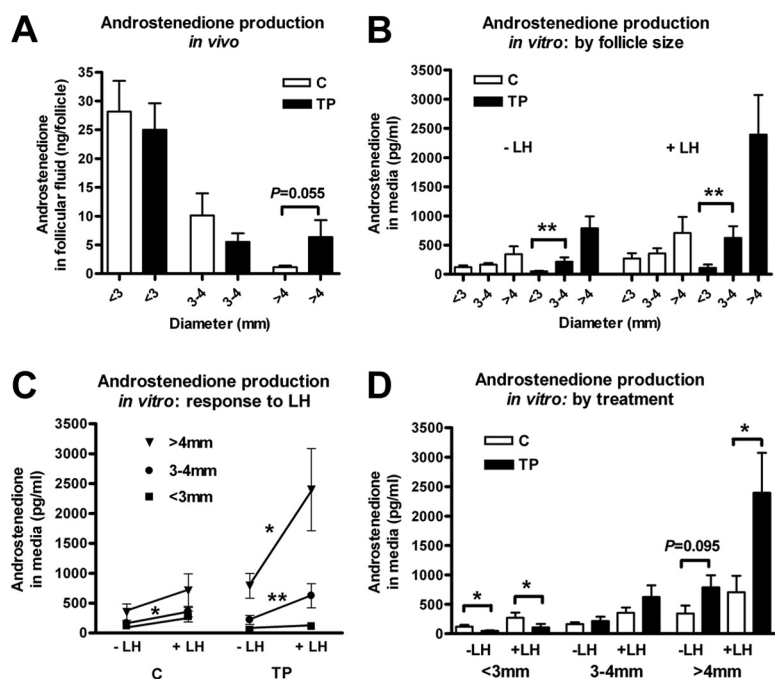 A
Androstenedione production
in vivo
Androstenedione
in follicular fluid (ng/follicle)
35
30
25
20
15
10
5
0
C
TP
P=0.055
<3 <3 3-4 3-4 >4 >4
Diameter (mm)
B
Androstenedione production
in vitro: by follicle size
Androstenedione
in media (pg/ml)
3500
3000
2500
2000
1500
1000
500
0
C
TP
- LH + LH
** **
<3 3-4 >4 <3 3-4 >4 <3 3-4 >4 <3 3-4 >4
Diameter (mm)
C
Androstenedione production
in vitro: response to LH
Androstenedione
in media (pg/ml)
3500
3000
2500
2000
1500
1000
500
0
>4mm
3-4mm
<3mm
*
**
*
- LH + LH - LH + LH
C TP
D
Androstenedione production
in vitro: by treatment
Androstenedione
in media (pg/ml)
3500
3000
2500
2000
1500
1000
500
0
C
TP
*
P=0.095
* *
-LH +LH -LH +LH -LH +LH
<3mm 3-4mm >4mm